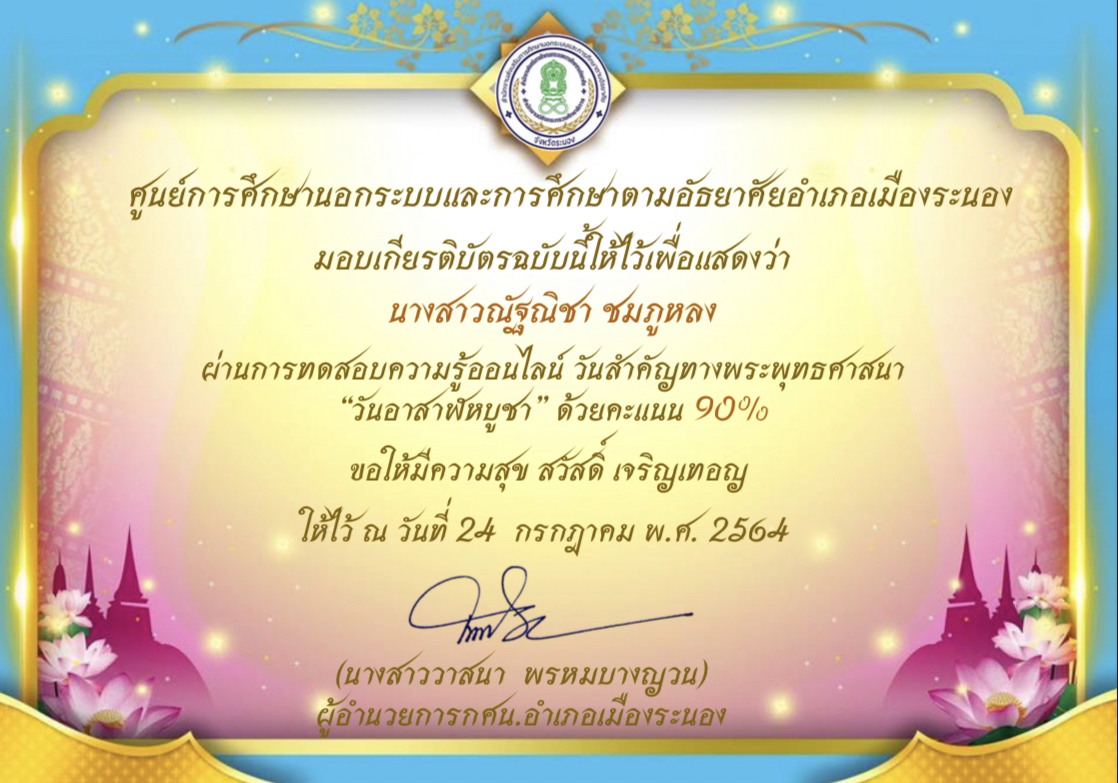 จังหวัดระนอง
ศูนย์การศึกษานอกระบบและการศึกษาตามอัธยาศัยอำเภอเมืองระนอง
มอบเกียรติบัตรฉบับนี้ให้ไว้เพื่อแสดงว่า
นางสาวณัฐณิชา ชมภูหลง
ผ่านการทดสอบความรู้ออนไลน์ วันสำคัญทางพระพุทธศาสนา
“วันอาสาฬหบูชา” ด้วยคะแนน 90%
ขอให้มีความสุข สวัสดิ์ เจริญเทอญ
ให้ไว้ ณ วันที่ 24 กรกฎาคม พ.ศ. 2564
(นางสาววาสนา พรหมบางญวน)
ผู้อำนวยการกศน.อำเภอเมืองระนอง